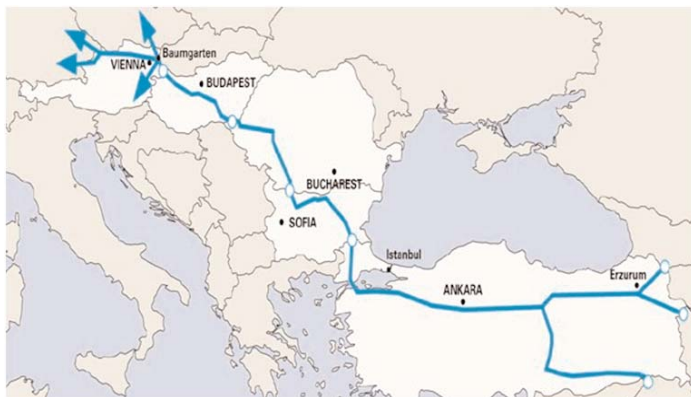 Baumgarten
VIENNA
BUDAPEST
BUCHAREST
SOFIA
Istanbul
ANKARA
Erzurum